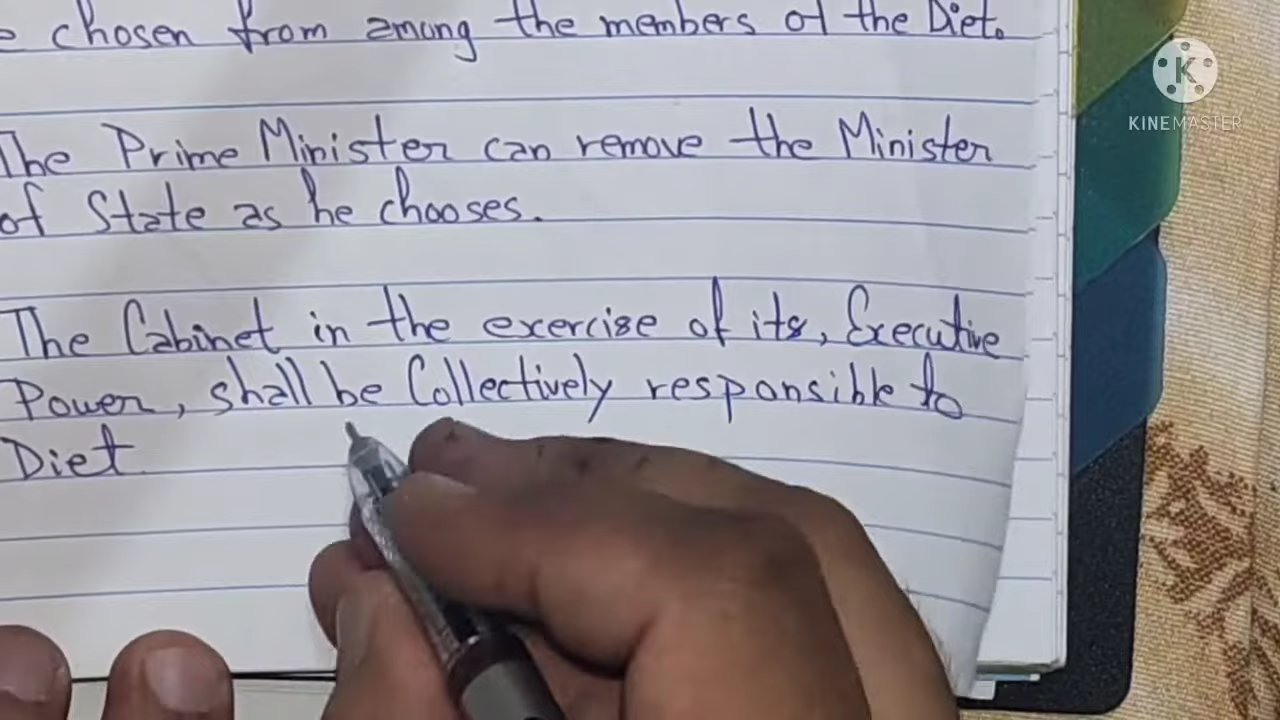 chosen from among the members of the Diet.
The Prime Minister can remove the Minister
of State as he chooses.
The Cabinet in the exercise of its, Executive
Power, shall be Collectively responsible to
Diet
K
KINEMASTER